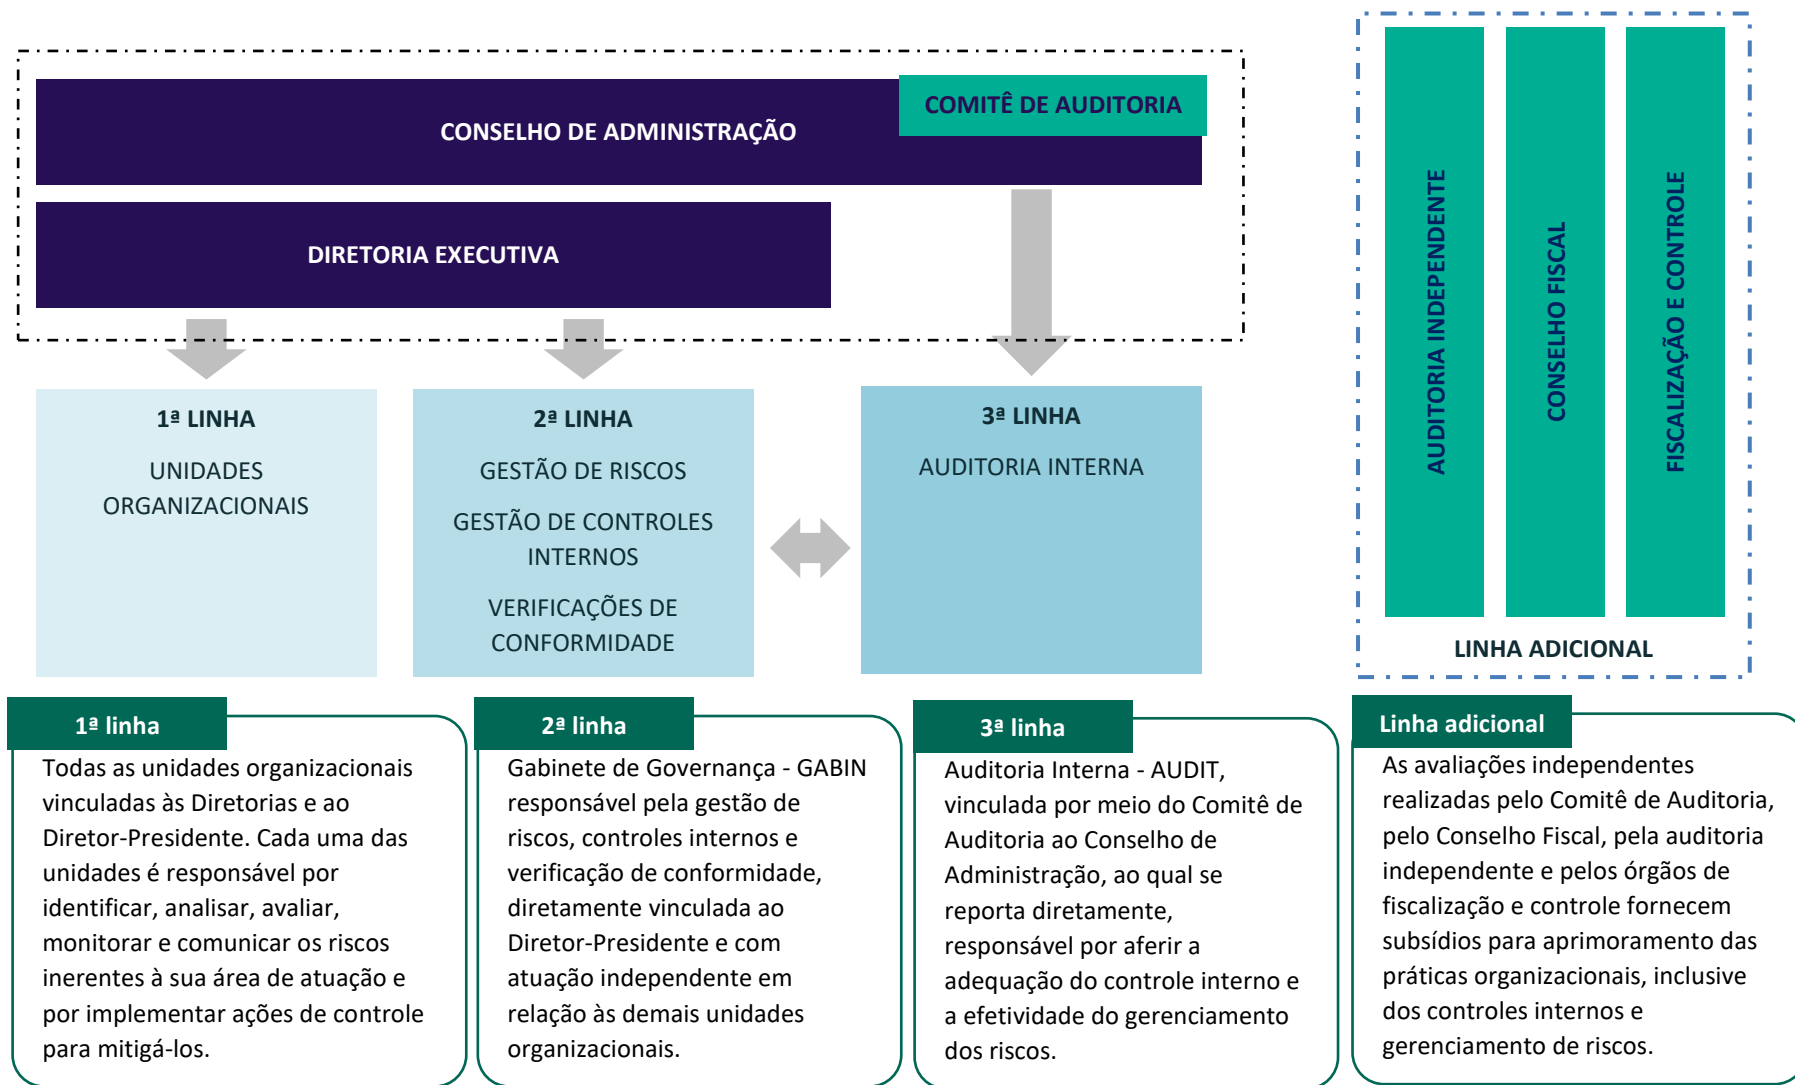 COMITÊ DE AUDITORIA
CONSELHO DE ADMINISTRAÇÃO
DIRETORIA EXECUTIVA
1ª LINHA
UNIDADES
ORGANIZACIONAIS
2ª LINHA
GESTÃO DE RISCOS
GESTÃO DE CONTROLES
INTERNOS
VERIFICAÇÕES DE
CONFORMIDADE
3ª LINHA
AUDITORIA INTERNA
AUDITORIA INDEPENDENTE
CONSELHO FISCAL
FISCALIZAÇÃO E CONTROLE
LINHA ADICIONAL
1ª linha
Todas as unidades organizacionais
vinculadas às Diretorias e ao
Diretor-Presidente. Cada uma das
unidades é responsável por
identificar, analisar, avaliar,
monitorar e comunicar os riscos
inerentes à sua área de atuação e
por implementar ações de controle
para mitigá-los.
2ª linha
Gabinete de Governança - GABIN
responsável pela gestão de
riscos, controles internos e
verificação de conformidade,
diretamente vinculada ao
Diretor-Presidente e com
atuação independente em
relação às demais unidades
organizacionais.
3ª linha
Auditoria Interna - AUDIT,
vinculada por meio do Comitê de
Auditoria ao Conselho de
Administração, ao qual se
reporta diretamente,
responsável por aferir a
adequação do controle interno e
a efetividade do gerenciamento
dos riscos.
Linha adicional
As avaliações independentes
realizadas pelo Comitê de Auditoria,
pelo Conselho Fiscal, pela auditoria
independente e pelos órgãos de
fiscalização e controle fornecem
subsídios para aprimoramento das
práticas organizacionais, inclusive
dos controles internos e
gerenciamento de riscos.